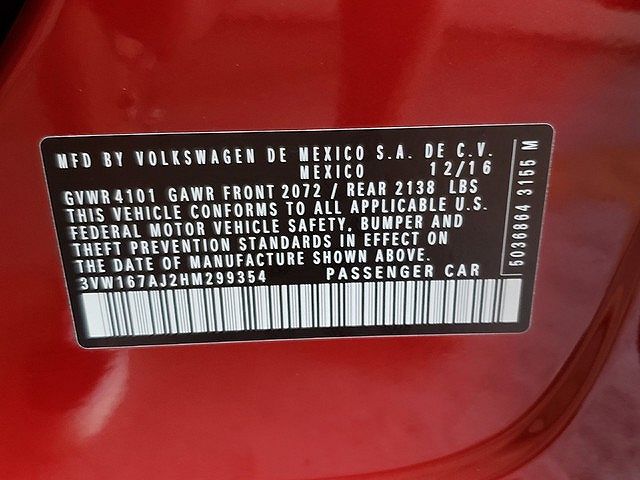 MFD BY VOLKSWAGEN DE MEXICO S.A. DE C.V.
MEXICO 12/16
GVWR 4101 GAWR FRONT 2072 / REAR 2138 LBS
THIS VEHICLE CONFORMS TO ALL APPLICABLE U.S.
FEDERAL MOTOR VEHICLE SAFETY, BUMPER AND
THEFT PREVENTION STANDARDS IN EFFECT ON
THE DATE OF MANUFACTURE SHOWN ABOVE.
3VW167AJ2HM299354 PASSENGER CAR
5036864 3155 M